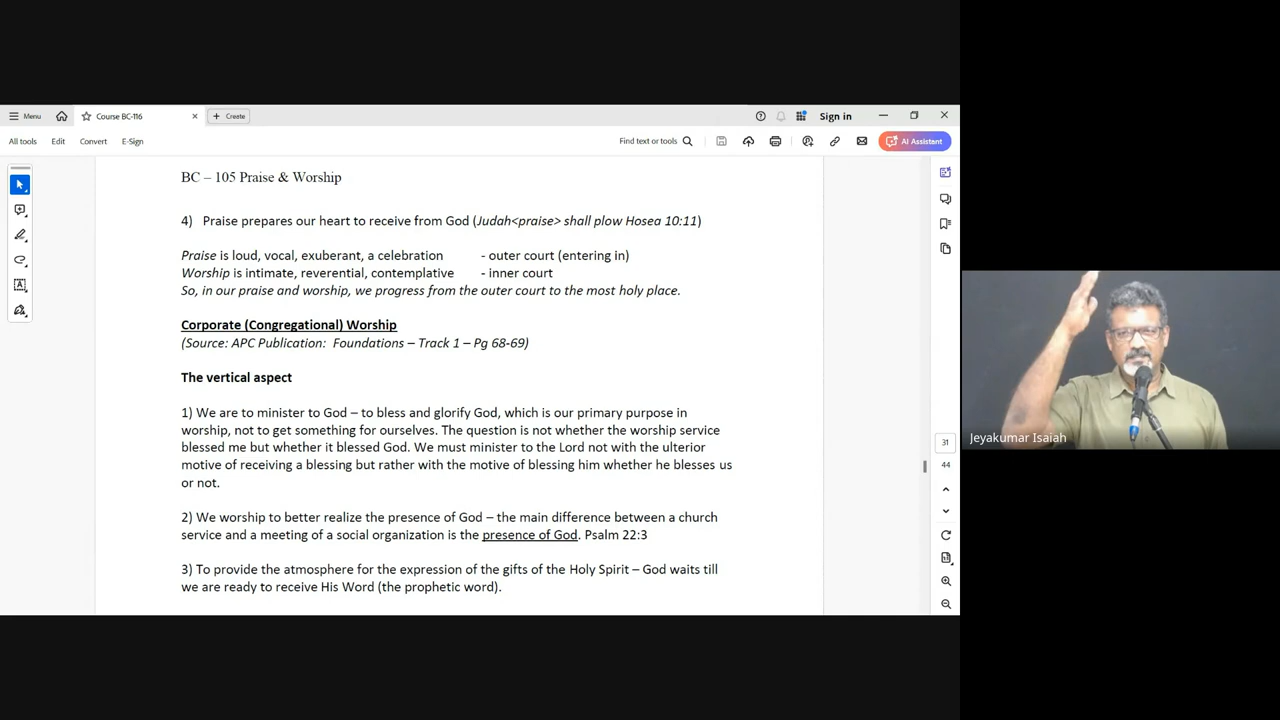 Menu
Course BC-116
Create
Sign in
All tools
Edit
Convert
E-Sign
Find text or tools
AI Assistant
BC – 105 Praise & Worship
4) Praise prepares our heart to receive from God (Judah<praise> shall plow Hosea 10:11)
Praise is loud, vocal, exuberant, a celebration - outer court (entering in)
Worship is intimate, reverential, contemplative - inner court
So, in our praise and worship, we progress from the outer court to the most holy place.
Corporate (Congregational) Worship
(Source: APC Publication: Foundations – Track 1 – Pg 68-69)
The vertical aspect
1) We are to minister to God – to bless and glorify God, which is our primary purpose in
worship, not to get something for ourselves. The question is not whether the worship service
blessed me but whether it blessed God. We must minister to the Lord not with the ulterior
motive of receiving a blessing but rather with the motive of blessing him whether he blesses us
or not.
2) We worship to better realize the presence of God – the main difference between a church
service and a meeting of a social organization is the presence of God. Psalm 22:3
3) To provide the atmosphere for the expression of the gifts of the Holy Spirit – God waits till
we are ready to receive His Word (the prophetic word).
31
44
Jeyakumar Isaiah